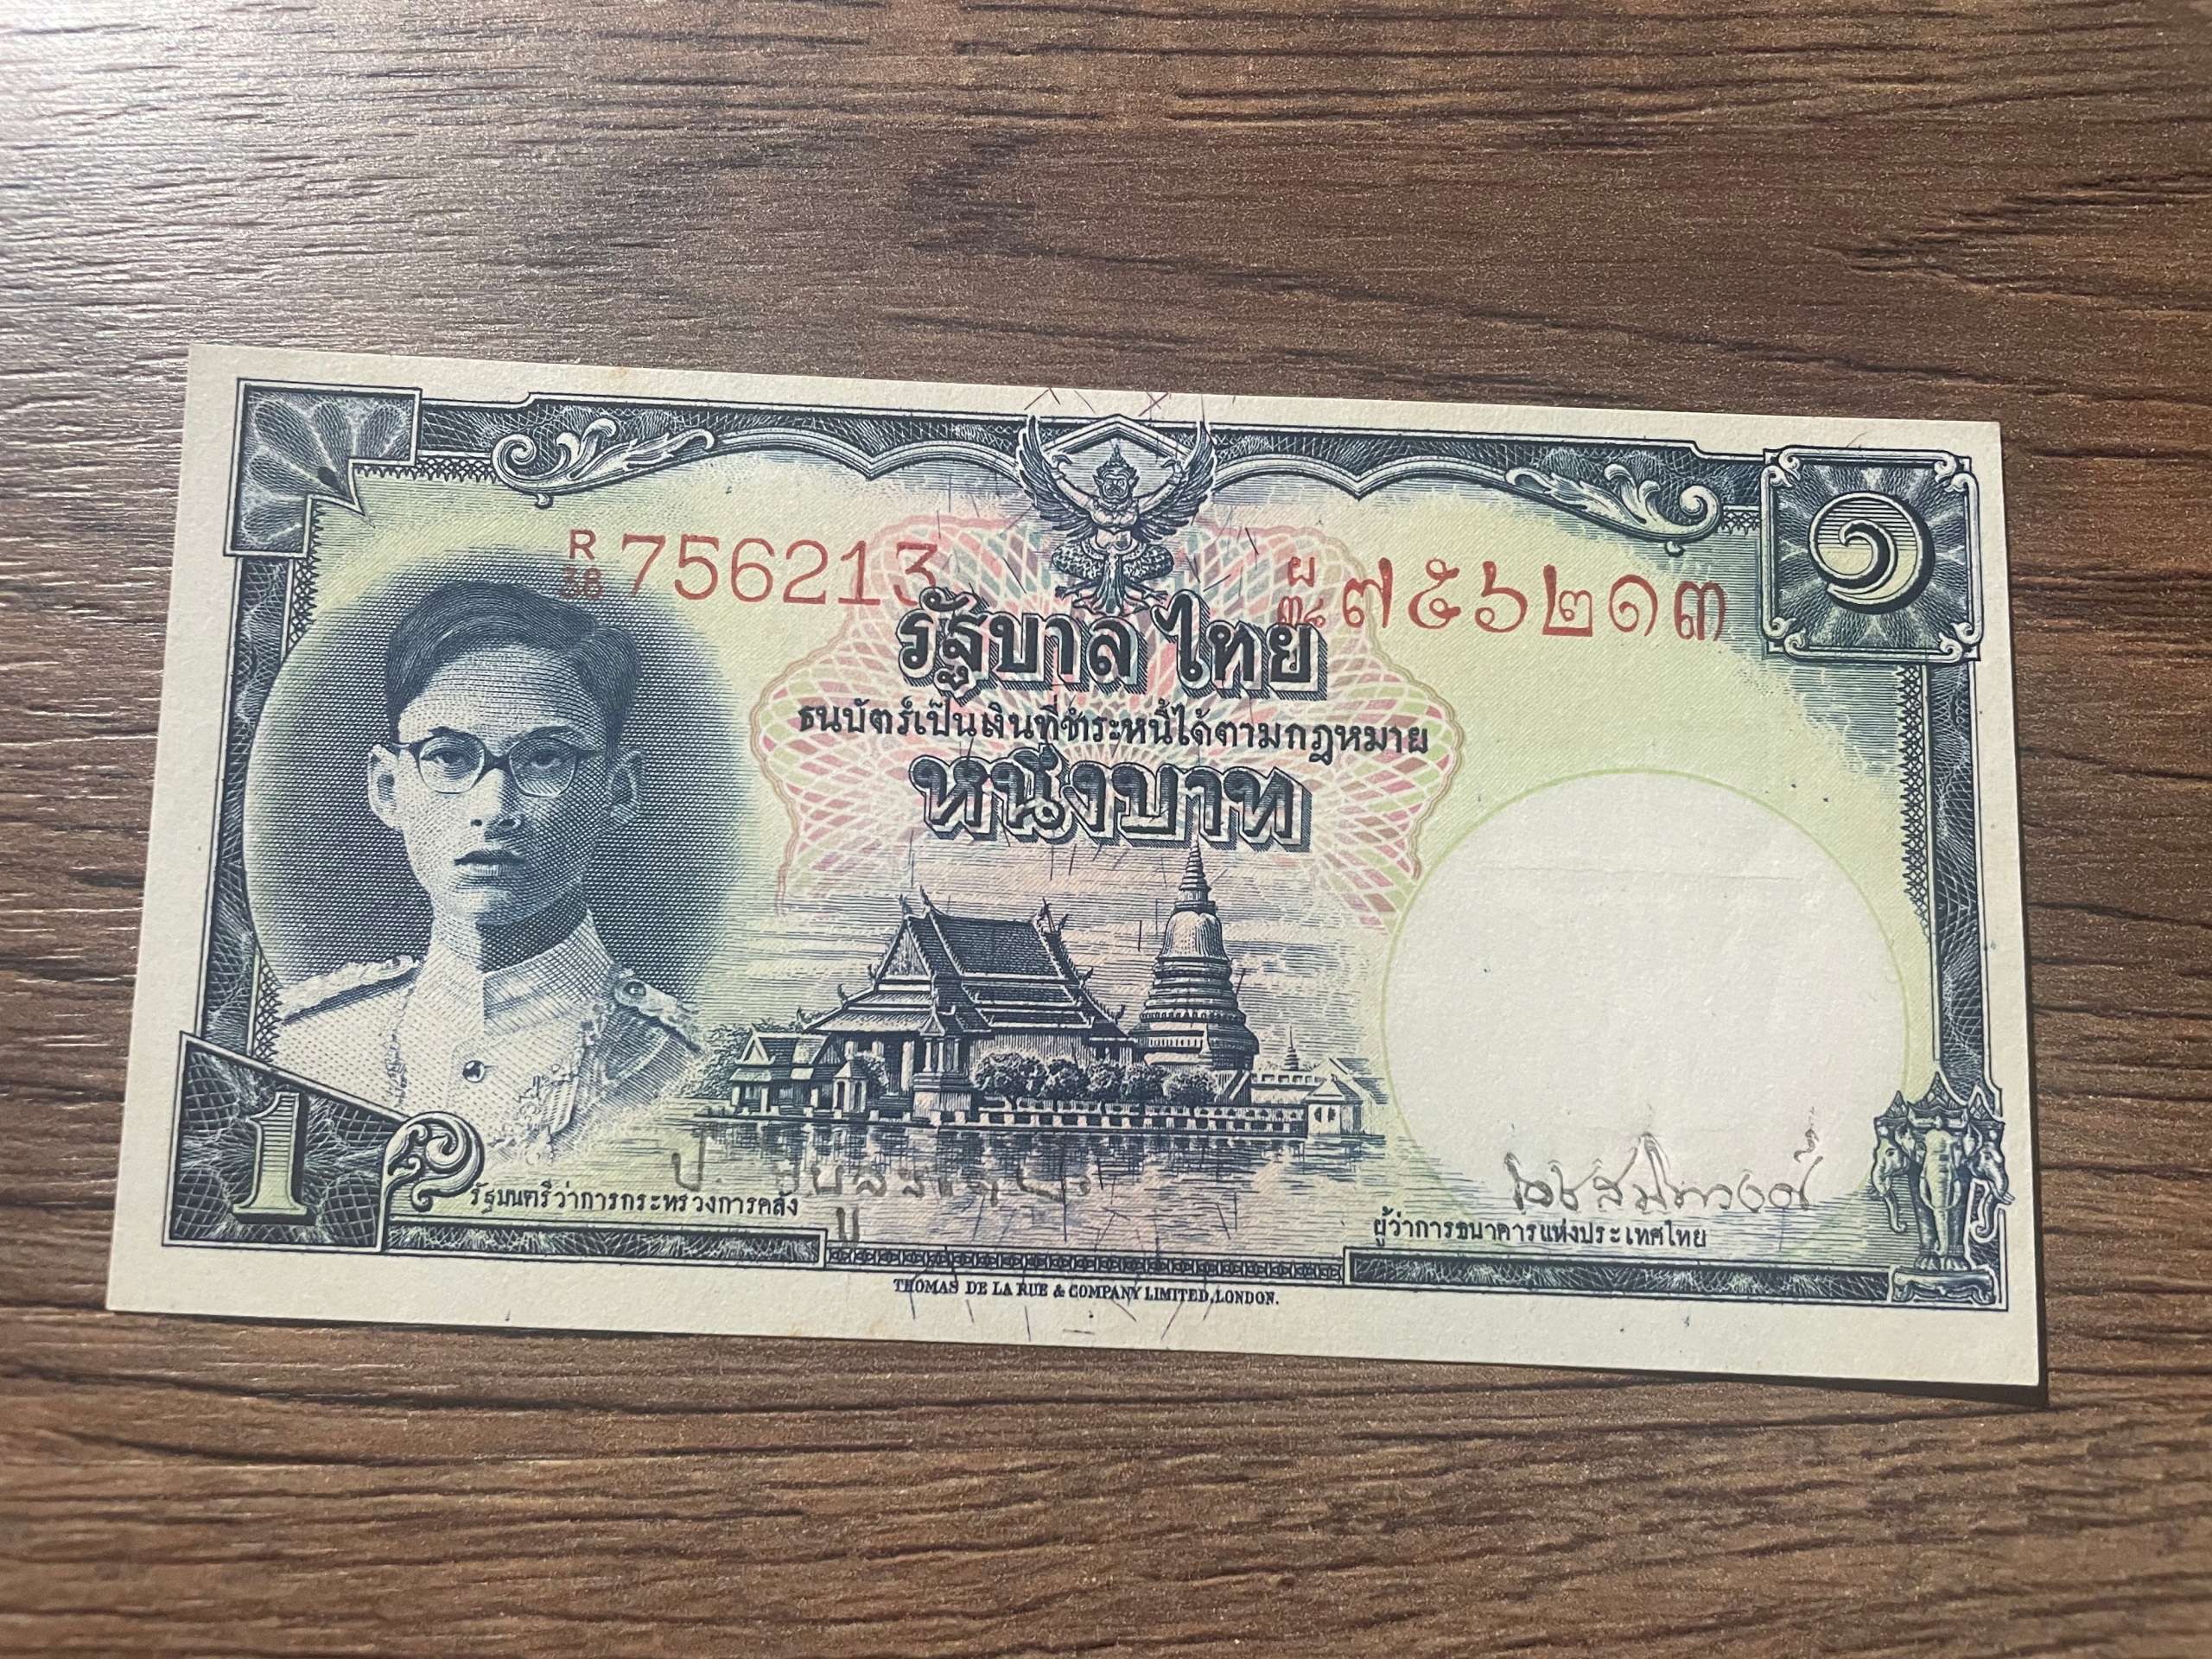 ๑
R/38 756213
ผ/๓๘ ๗๕๖๒๑๓
รัฐบาลไทย
ธนบัตร์เป็นเงินที่ชำระหนี้ได้ตามกฎหมาย
หนึ่งบาท
1
รัฐมนตรีว่าการกระทรวงการคลัง
ผู้ว่าการธนาคารแห่งประเทศไทย
THOMAS DE LA RUE & COMPANY LIMITED, LONDON.